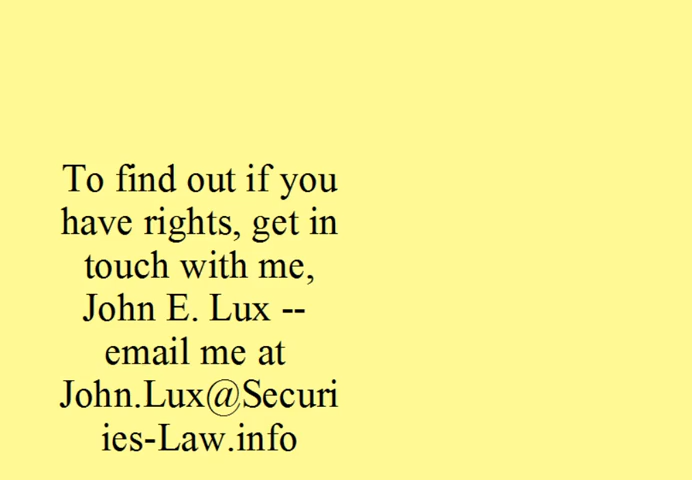 To find out if you
have rights, get in
touch with me,
John E. Lux --
email me at
John.Lux@Securi
ies-Law.info